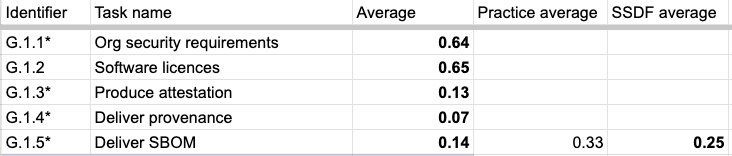 Identifier Task name Average Practice average SSDF average
G.1.1* Org security requirements 0.64
G.1.2 Software licences 0.65
G.1.3* Produce attestation 0.13
G.1.4* Deliver provenance 0.07
G.1.5* Deliver SBOM 0.14 0.33 0.25